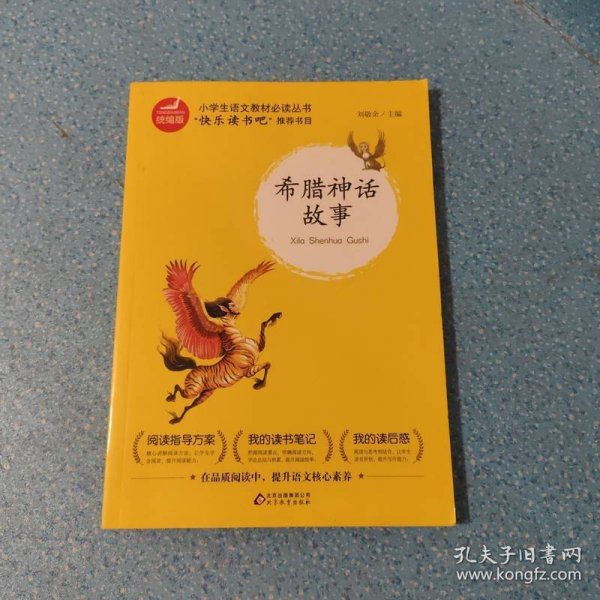 TONGBIANBAN
统编版
小学生语文教材必读丛书
“快乐读书吧”推荐书目
刘敬余／主编
希腊神话
故事
Xila Shenhua Gushi
阅读指导方案
我的读书笔记
我的读后感
在品质阅读中，提升语文核心素养
北京出版集团公司
北京教育出版社
孔夫子旧书网
www.kongfz.com